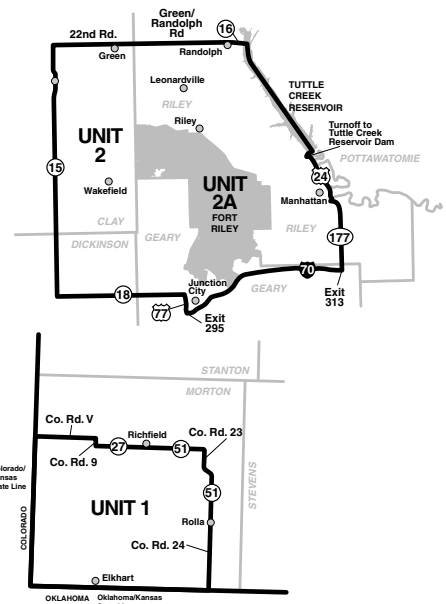 Green/
Randolph
Rd
16
22nd Rd.
Green
Randolph
Leonardville
RILEY
TUTTLE
CREEK
RESERVOIR
Riley
Turnoff to
Tuttle Creek
Reservoir Dam
POTTAWATOMIE
UNIT
2
15
24
Wakefield
UNIT
2A
FORT
RILEY
Manhattan
CLAY
RILEY
177
DICKINSON
GEARY
70
Junction
City
GEARY
18
77
Exit
295
Exit
313
STANTON
MORTON
Co. Rd. V
Richfield
Co. Rd. 23
27
51
Co. Rd. 9
Line
51
STEVENS
UNIT 1
COLORADO
Rolla
Co. Rd. 24
Elkhart
OKLAHOMA
Oklahoma/Kansas